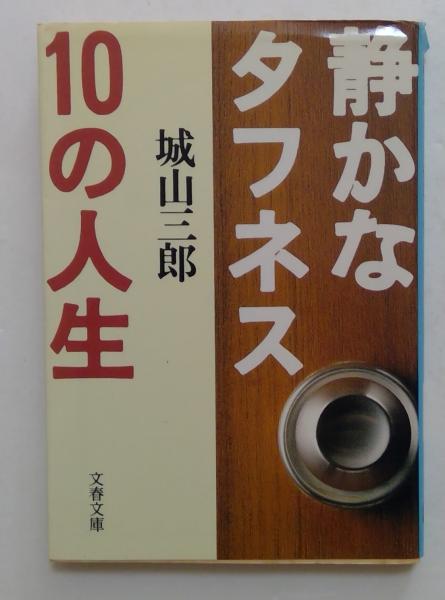 静かな
タフネス
10の人生
城山三郎
文春文庫